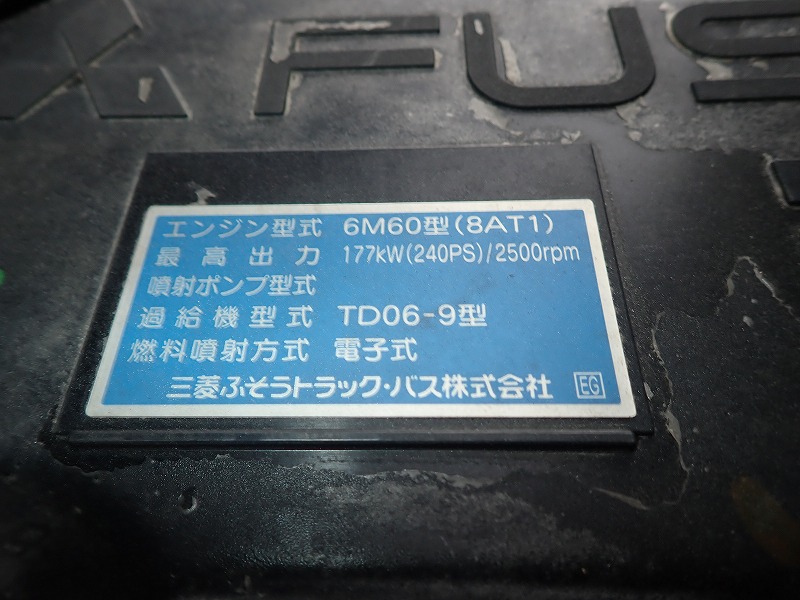 FUS
エンジン型式 6M60型(8AT1)
最高出力 177kW(240PS)/2500rpm
噴射ポンプ型式
過給機型式 TD06-9型
燃料噴射方式 電子式
三菱ふそうトラック・バス株式会社 EG